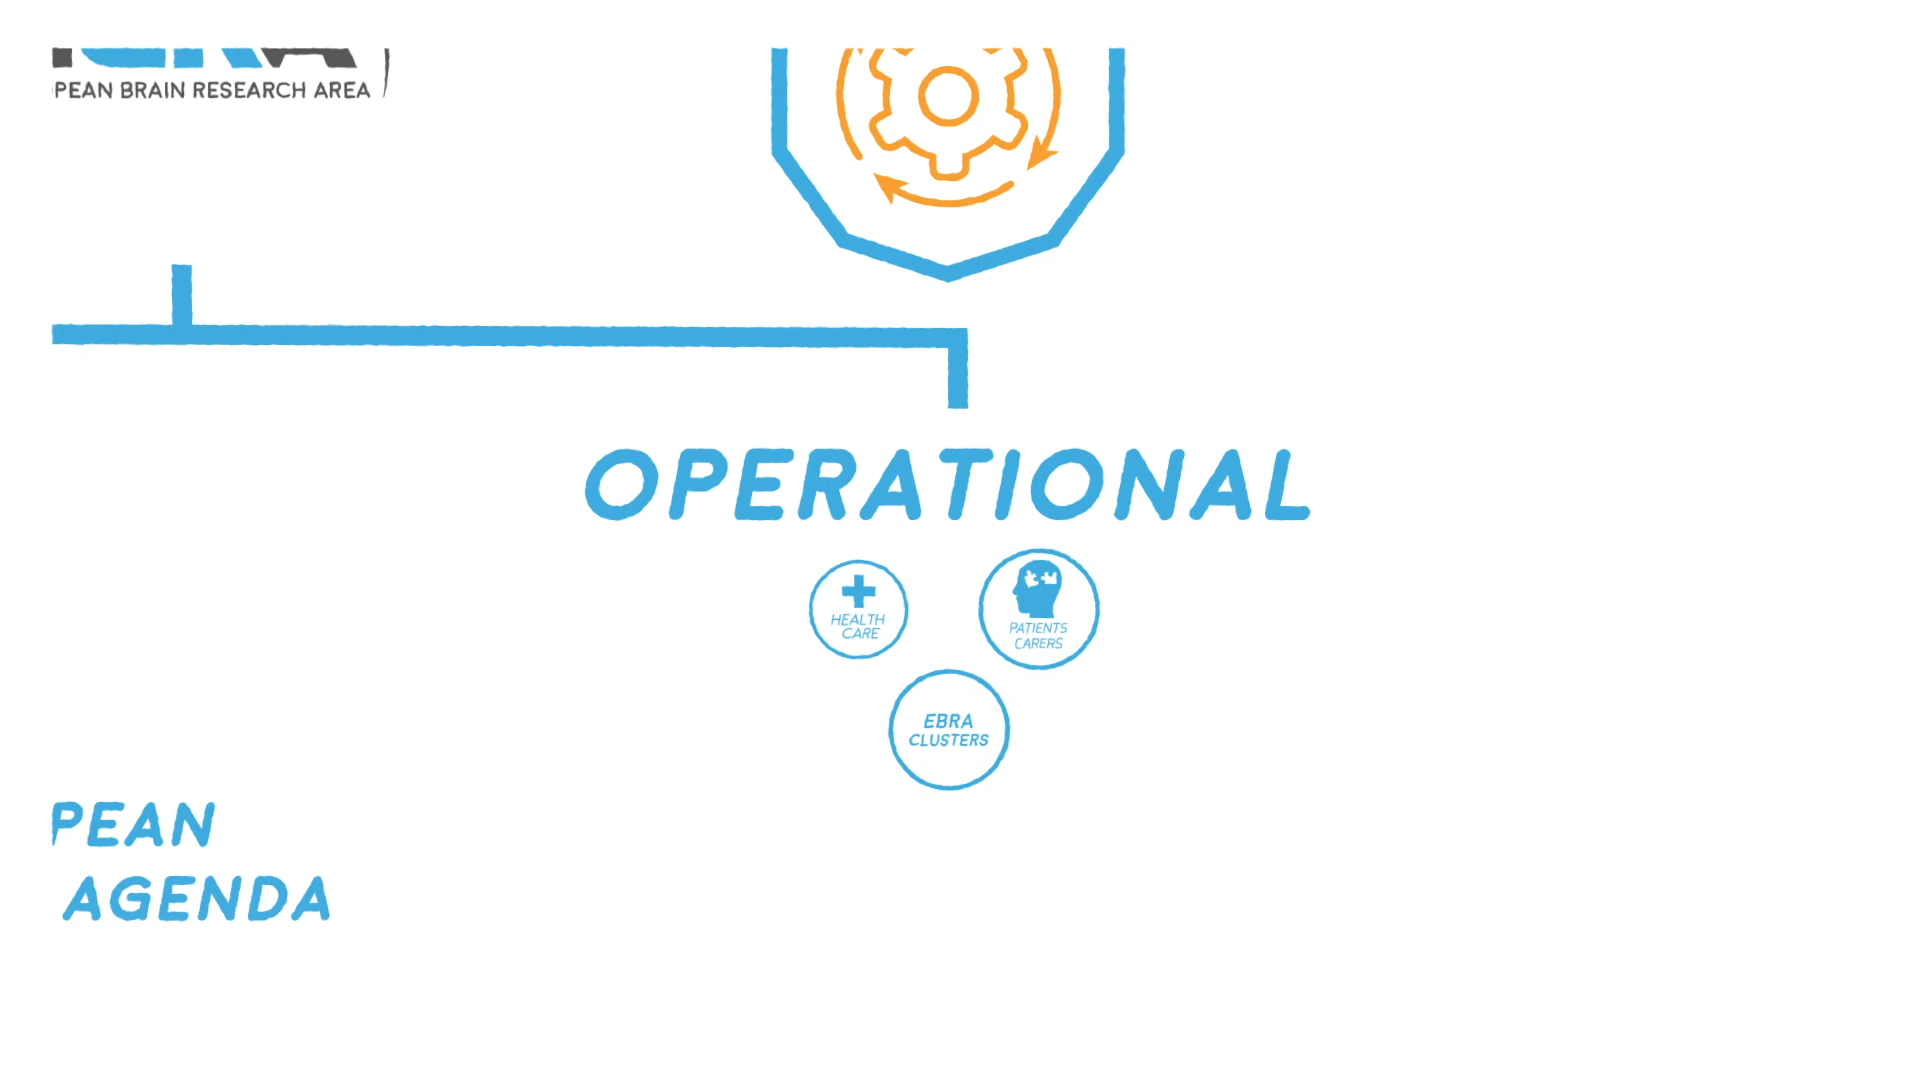 PEAN BRAIN RESEARCH AREA
OPERATIONAL
HEALTH
CARE
PATIENTS
CARERS
EBRA
CLUSTERS
PEAN
AGENDA